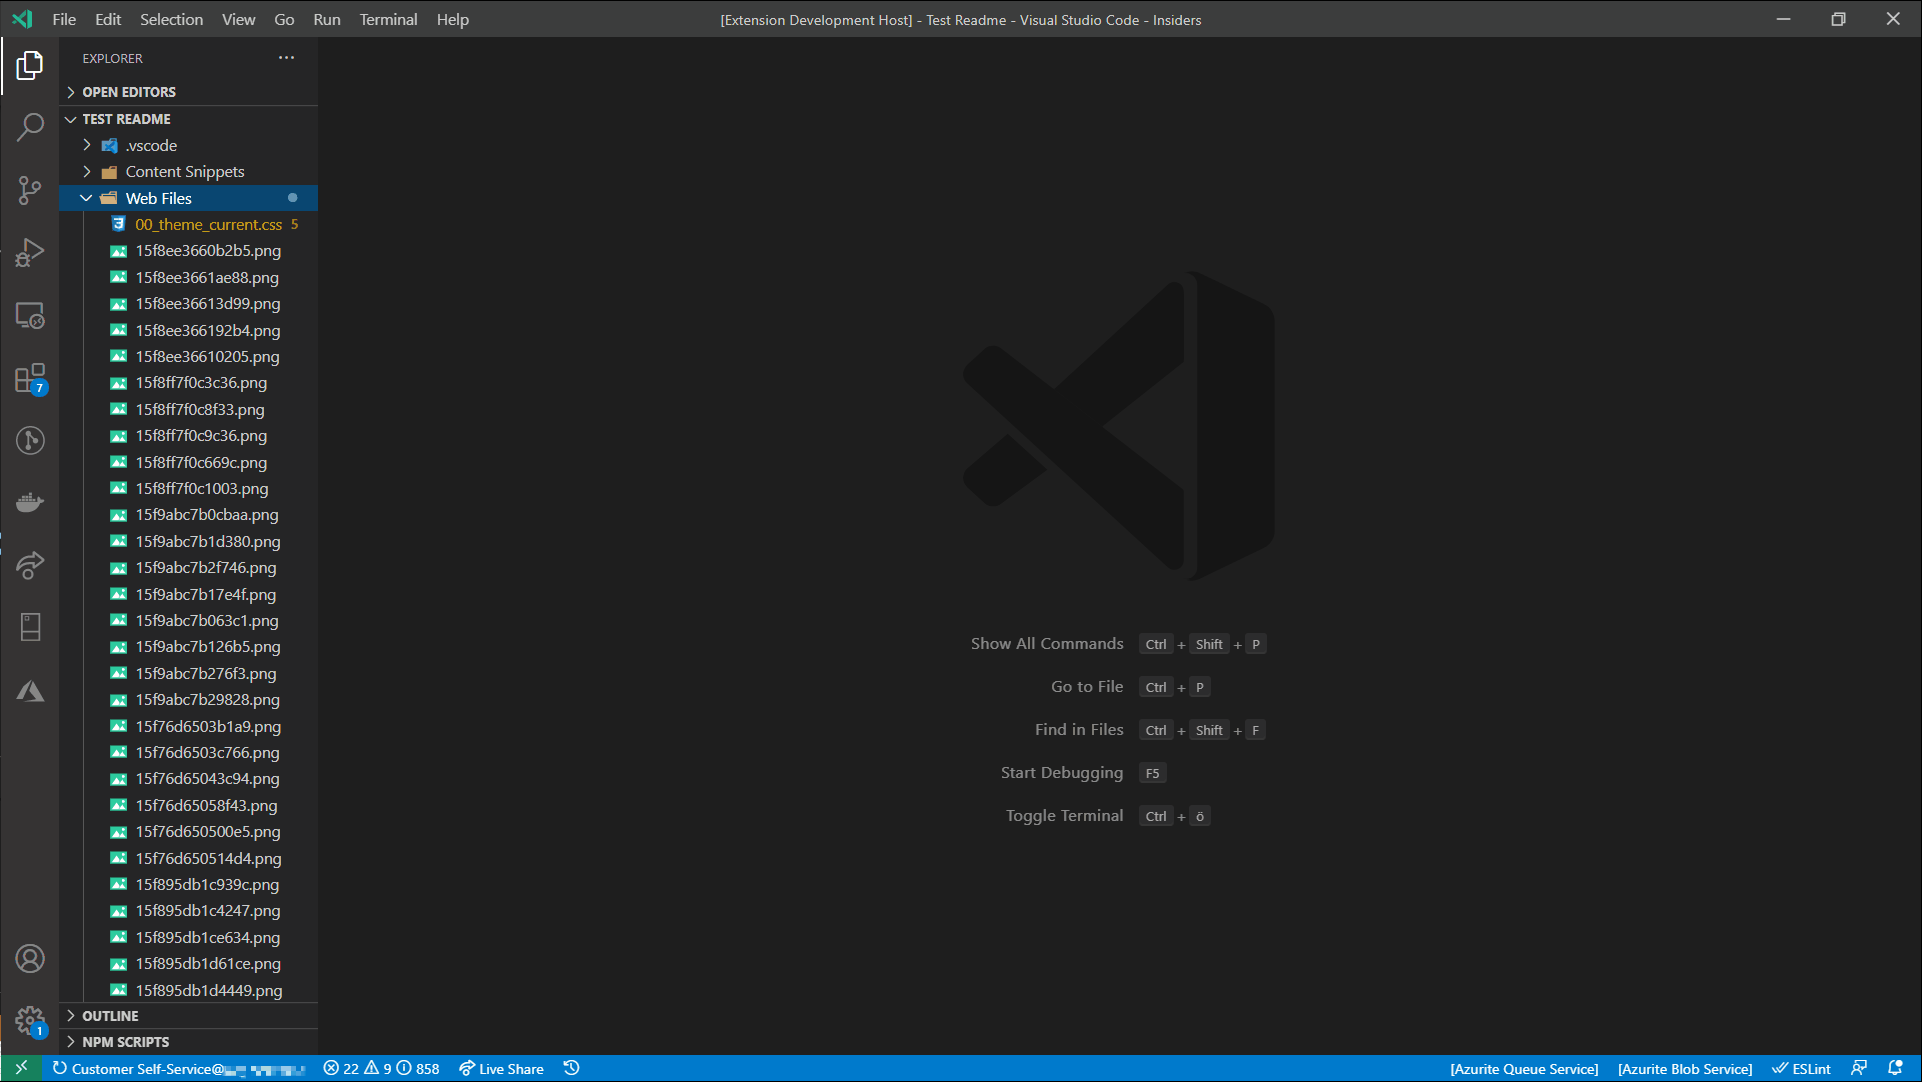 File Edit Selection View Go Run Terminal Help
[Extension Development Host] - Test Readme - Visual Studio Code - Insiders
EXPLORER
OPEN EDITORS
TEST README
.vscode
Content Snippets
Web Files
00_theme_current.css 5
15f8ee3660b2b5.png
15f8ee3661ae88.png
15f8ee36613d99.png
15f8ee366192b4.png
15f8ee36610205.png
15f8ff7f0c3c36.png
15f8ff7f0c8f33.png
15f8ff7f0c9c36.png
15f8ff7f0c669c.png
15f8ff7f0c1003.png
15f9abc7b0cbaa.png
15f9abc7b1d380.png
15f9abc7b2f746.png
15f9abc7b17e4f.png
15f9abc7b063c1.png
15f9abc7b126b5.png
15f9abc7b276f3.png
15f9abc7b29828.png
15f76d6503b1a9.png
15f76d6503c766.png
15f76d65043c94.png
15f76d65058f43.png
15f76d650500e5.png
15f76d650514d4.png
15f895db1c939c.png
15f895db1c4247.png
15f895db1ce634.png
15f895db1d61ce.png
15f895db1d4449.png
OUTLINE
NPM SCRIPTS
7
1
Show All Commands Ctrl + Shift + P
Go to File Ctrl + P
Find in Files Ctrl + Shift + F
Start Debugging F5
Toggle Terminal Ctrl + ö
Customer Self-Service@ 22 9 858 Live Share [Azurite Queue Service] [Azurite Blob Service] ESLint